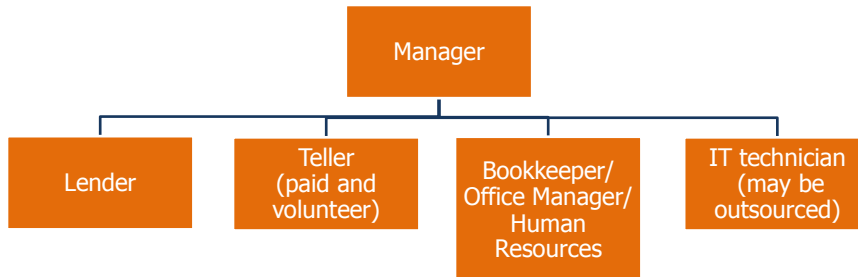 Manager
Lender
Teller
(paid and
volunteer)
Bookkeeper/
Office Manager/
Human
Resources
IT technician
(may be
outsourced)